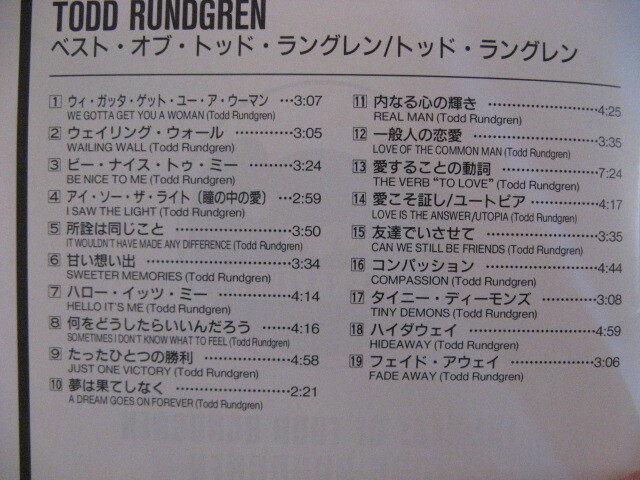 TODD RUNDGREN
ベスト・オブ・トッド・ラングレン/トッド・ラングレン
1 ウィ・ガッタ・ゲット・ユー・ア・ウーマン …3:07
WE GOTTA GET YOU A WOMAN (Todd Rundgren)
2 ウェイリング・ウォール ……………3:05
WAILING WALL (Todd Rundgren)
3 ビー・ナイス・トゥ・ミー ……………3:24
BE NICE TO ME (Todd Rundgren)
4 アイ・ソー・ザ・ライト〔瞳の中の愛〕 …2:59
I SAW THE LIGHT (Todd Rundgren)
5 所詮は同じこと ……………………3:50
IT WOULDN'T HAVE MADE ANY DIFFERENCE (Todd Rundgren)
6 甘い想い出 …………………………3:34
SWEETER MEMORIES (Todd Rundgren)
7 ハロー・イッツ・ミー ………………4:14
HELLO IT'S ME (Todd Rundgren)
8 何をどうしたらいいんだろう ……4:16
SOMETIMES I DON'T KNOW WHAT TO FEEL (Todd Rundgren)
9 たったひとつの勝利 ………………4:58
JUST ONE VICTORY (Todd Rundgren)
10 夢は果てしなく ……………………2:21
A DREAM GOES ON FOREVER (Todd Rundgren)
11 内なる心の輝き ……………………4:25
REAL MAN (Todd Rundgren)
12 一般人の恋愛 ………………………3:35
LOVE OF THE COMMON MAN (Todd Rundgren)
13 愛することの動詞 …………………7:24
THE VERB "TO LOVE" (Todd Rundgren)
14 愛こそ証し/ユートピア ……………4:17
LOVE IS THE ANSWER/UTOPIA (Todd Rundgren)
15 友達でいさせて ……………………3:35
CAN WE STILL BE FRIENDS (Todd Rundgren)
16 コンパッション ……………………4:44
COMPASSION (Todd Rundgren)
17 タイニー・ディーモンズ ……………3:08
TINY DEMONS (Todd Rundgren)
18 ハイダウェイ ………………………4:59
HIDEAWAY (Todd Rundgren)
19 フェイド・アウェイ …………………3:06
FADE AWAY (Todd Rundgren)